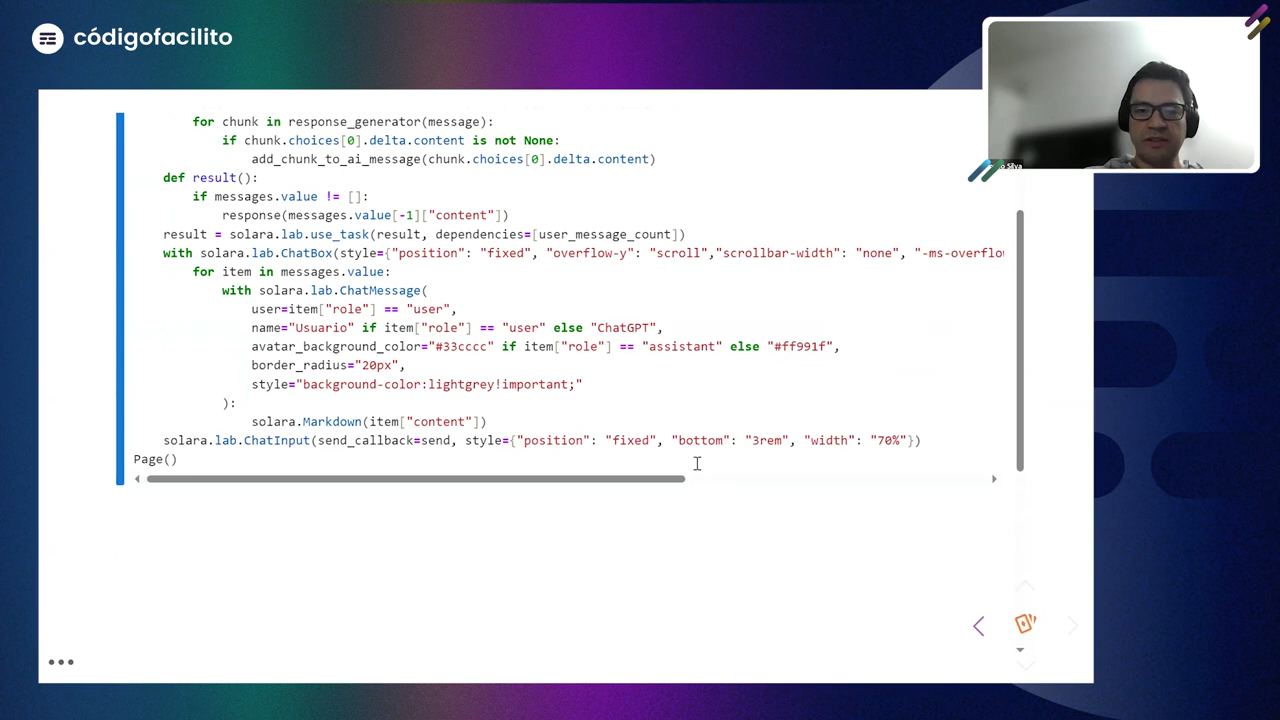 códigofacilito
for chunk in response_generator(message):
if chunk.choices[0].delta.content is not None:
add_chunk_to_ai_message(chunk.choices[0].delta.content)
def result():
if messages.value != []:
response(messages.value[-1]["content"])
result = solara.lab.use_task(result, dependencies=[user_message_count])
with solara.lab.ChatBox(style={"position": "fixed", "overflow-y": "scroll","scrollbar-width": "none", "-ms-overflow
for item in messages.value:
with solara.lab.ChatMessage(
user=item["role"] == "user",
name="Usuario" if item["role"] == "user" else "ChatGPT",
avatar_background_color="#33cccc" if item["role"] == "assistant" else "#ff991f",
border_radius="20px",
style="background-color:lightgrey!important;"
):
solara.Markdown(item["content"])
solara.lab.ChatInput(send_callback=send, style={"position": "fixed", "bottom": "3rem", "width": "70%"})
Page()
Silva